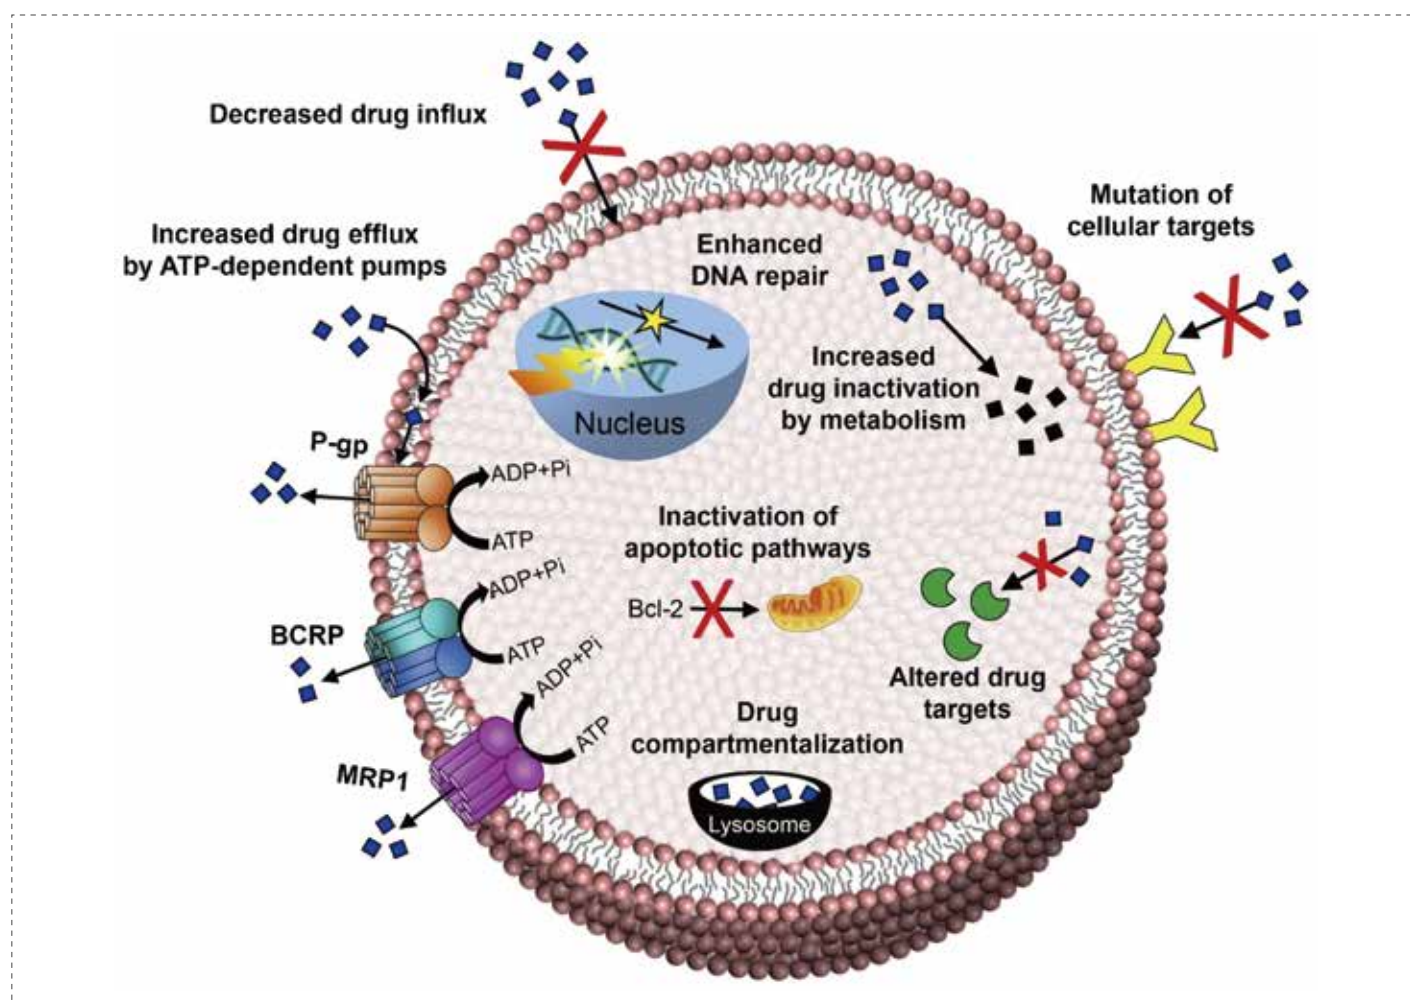 Decreased drug influx
Mutation of
cellular targets
Increased drug efflux
by ATP-dependent pumps
Enhanced
DNA repair
Increased
drug inactivation
by metabolism
Nucleus
P-gp
ADP+Pi
ATP
Inactivation of
apoptotic pathways
Bcl-2
ADP+Pi
BCRP
ATP
ADP+Pi
Altered drug
targets
Drug
compartmentalization
ATP
MRP1
Lysosome